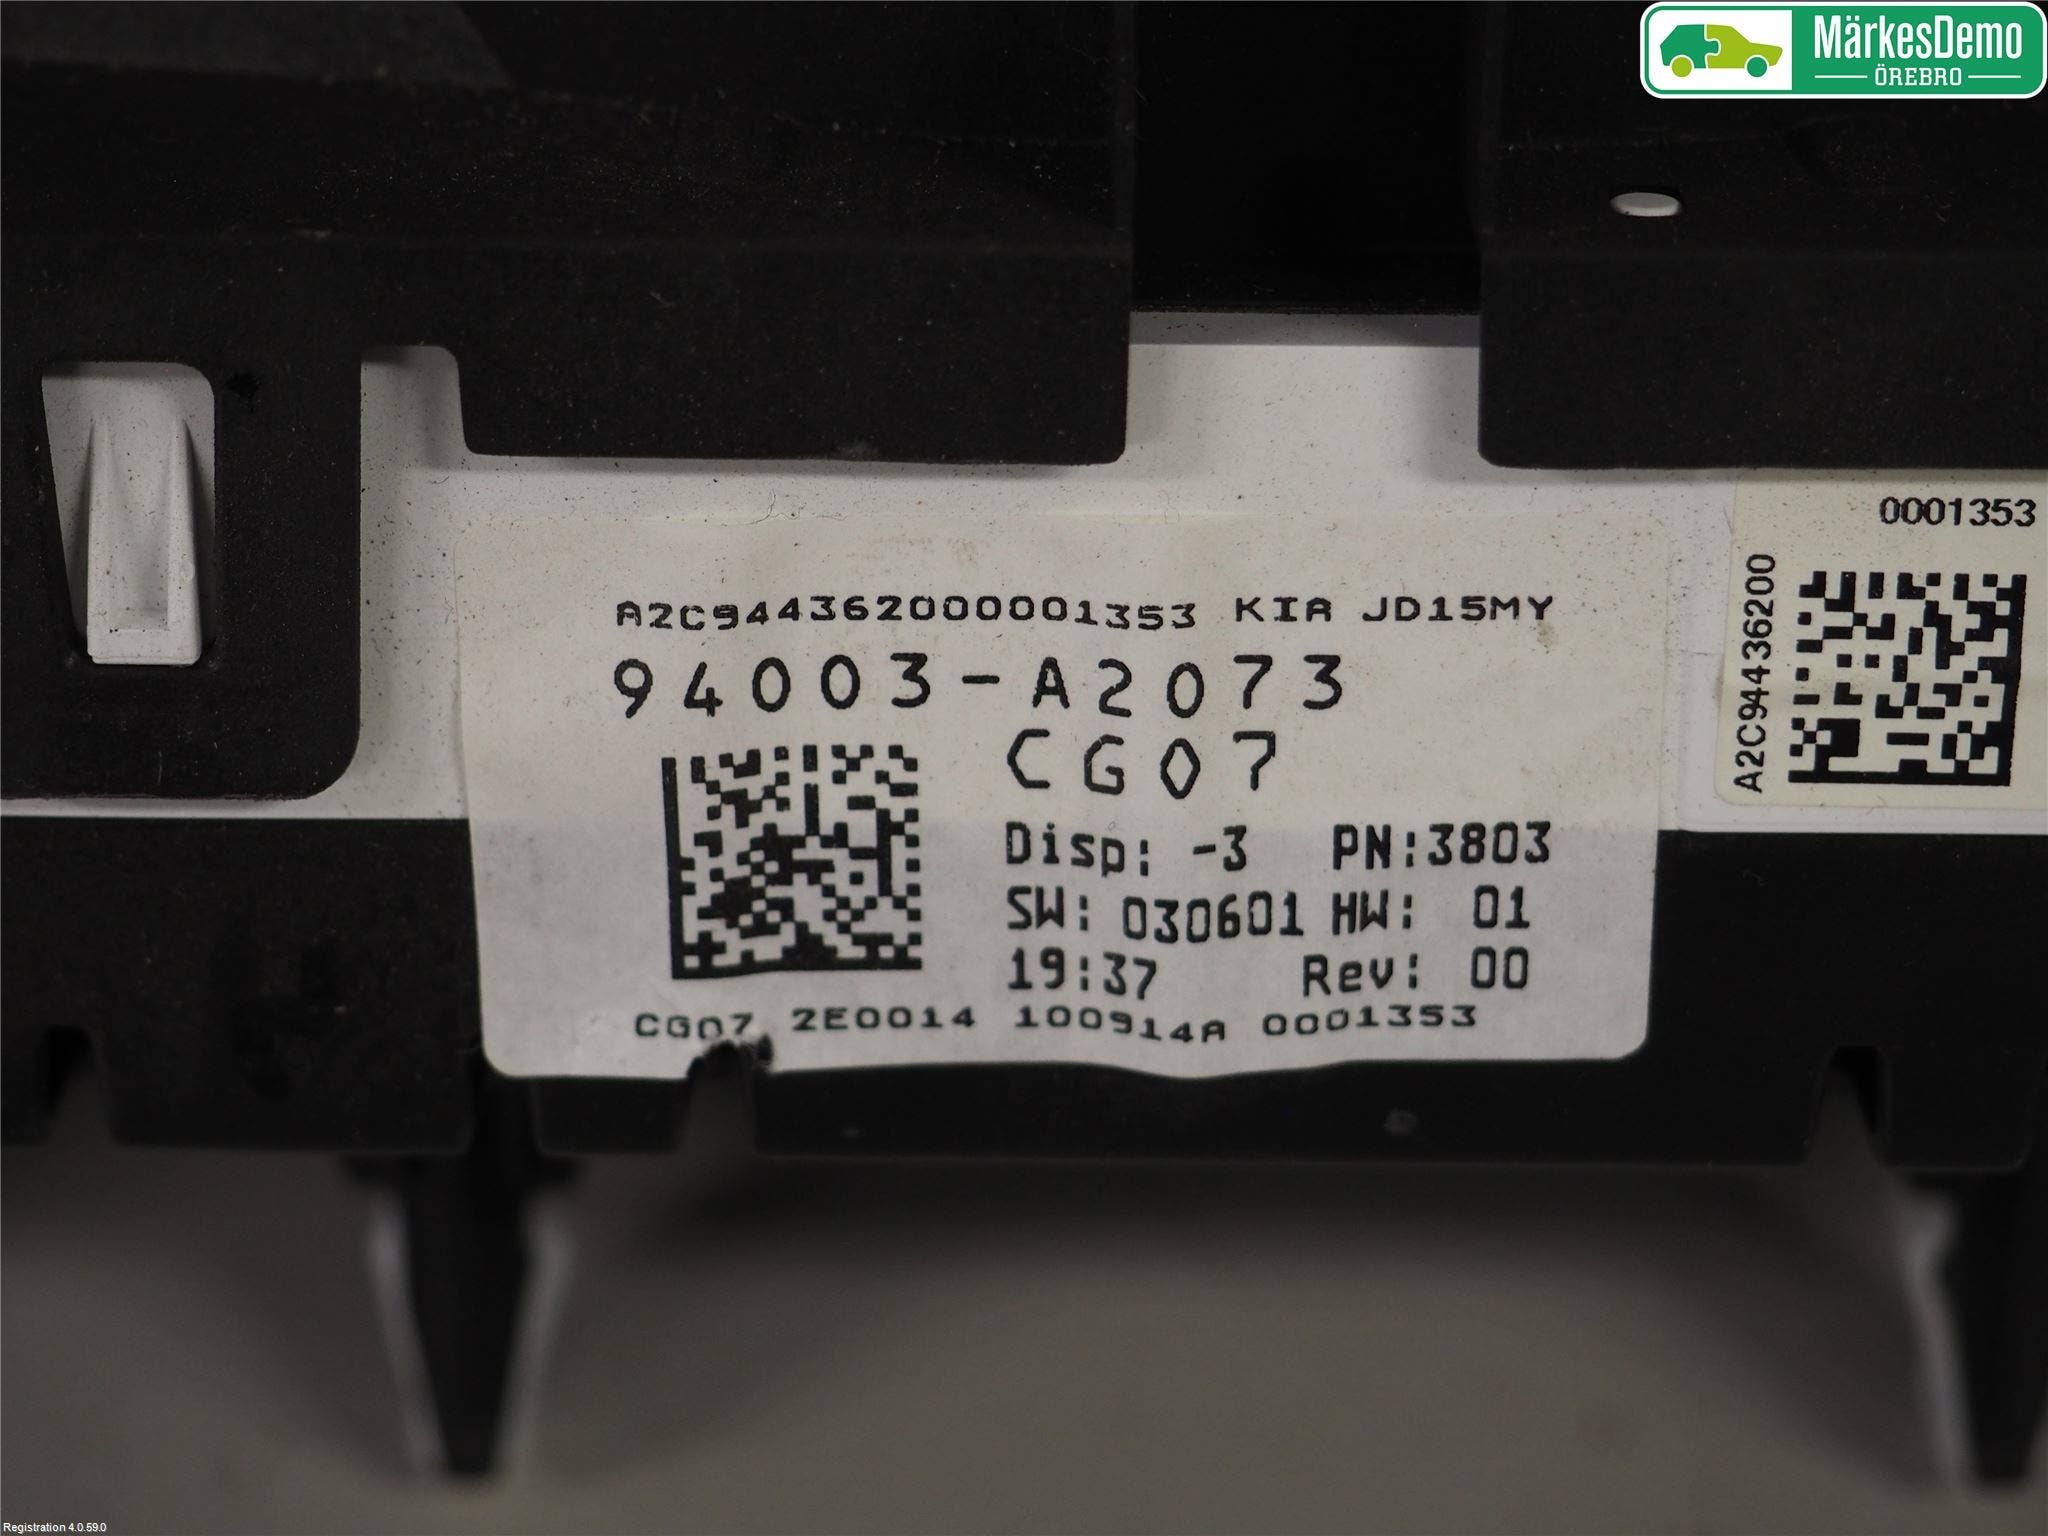 MärkesDemo
ÖREBRO
0001353
A2C94436200
A2C944362000001353 KIA JD15MY
94003-A2073
CG07
Disp: -3 PN:3803
SW: 030601 HW: 01
19:37 Rev: 00
CG07 2E0014 100914A 0001353
Registration 4.0.59.0